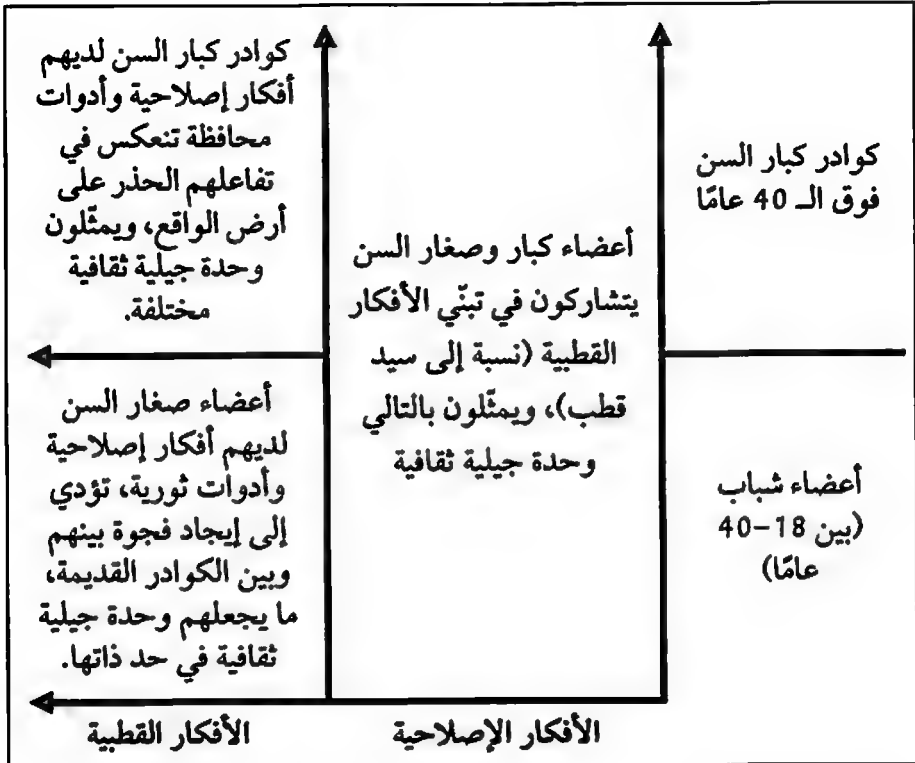 كوادر كبار السن
فوق الـ 40 عامًا
أعضاء شباب
(بين 18-40
عامًا)
أعضاء كبار وصغار السن
يتشاركون في تبنّي الأفكار
القطبية (نسبة إلى سيد
قطب)، ويمثّلون بالتالي
وحدة جيلية ثقافية
كوادر كبار السن لديهم
أفكار إصلاحية وأدوات
محافظة تنعكس في
تفاعلهم الحذر على
أرض الواقع، ويمثّلون
وحدة جيلية ثقافية
مختلفة.
أعضاء صغار السن
لديهم أفكار إصلاحية
وأدوات ثورية، تؤدي
إلى إيجاد فجوة بينهم
وبين الكوادر القديمة،
ما يجعلهم وحدة جيلية
ثقافية في حد ذاتها.
الأفكار الإصلاحية
الأفكار القطبية